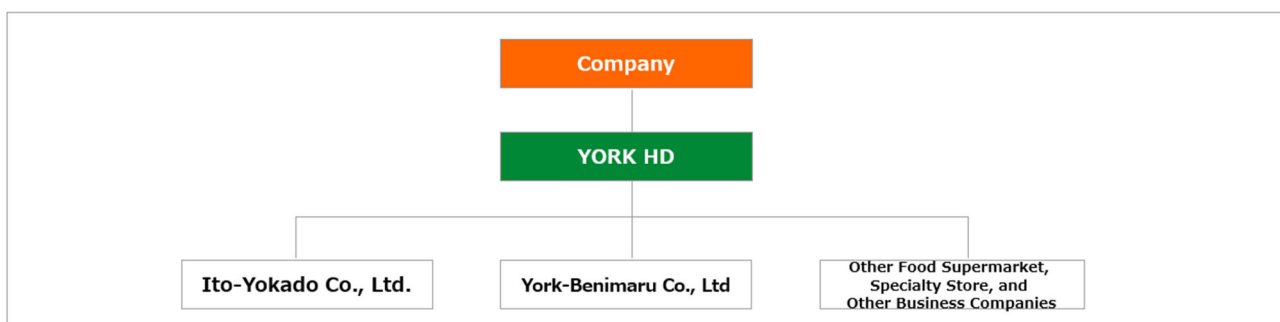 Company
YORK HD
Ito-Yokado Co., Ltd.
York-Benimaru Co., Ltd
Other Food Supermarket,
Specialty Store, and
Other Business Companies